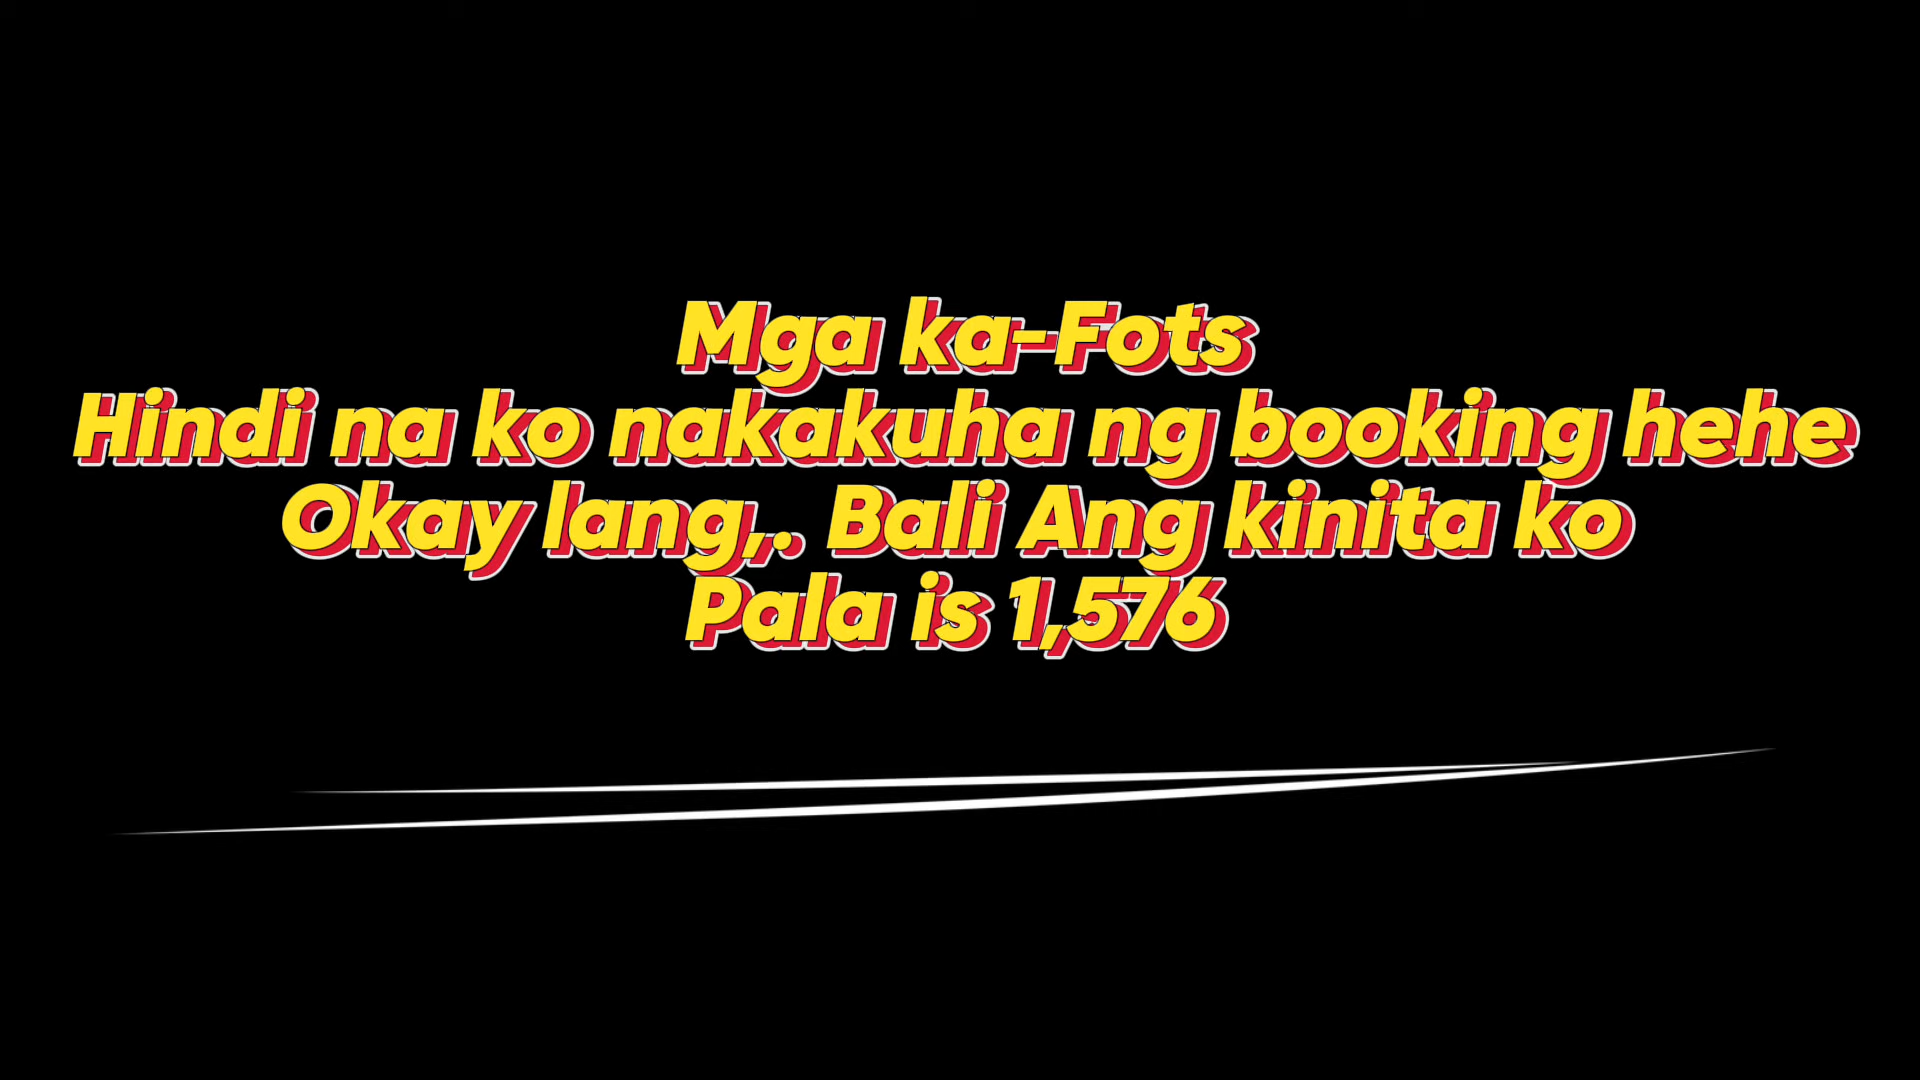 Mga ka-Fots
Hindi na ko nakakuha ng booking hehe
Okay lang,. Bali Ang kinita ko
Pala is 1,576